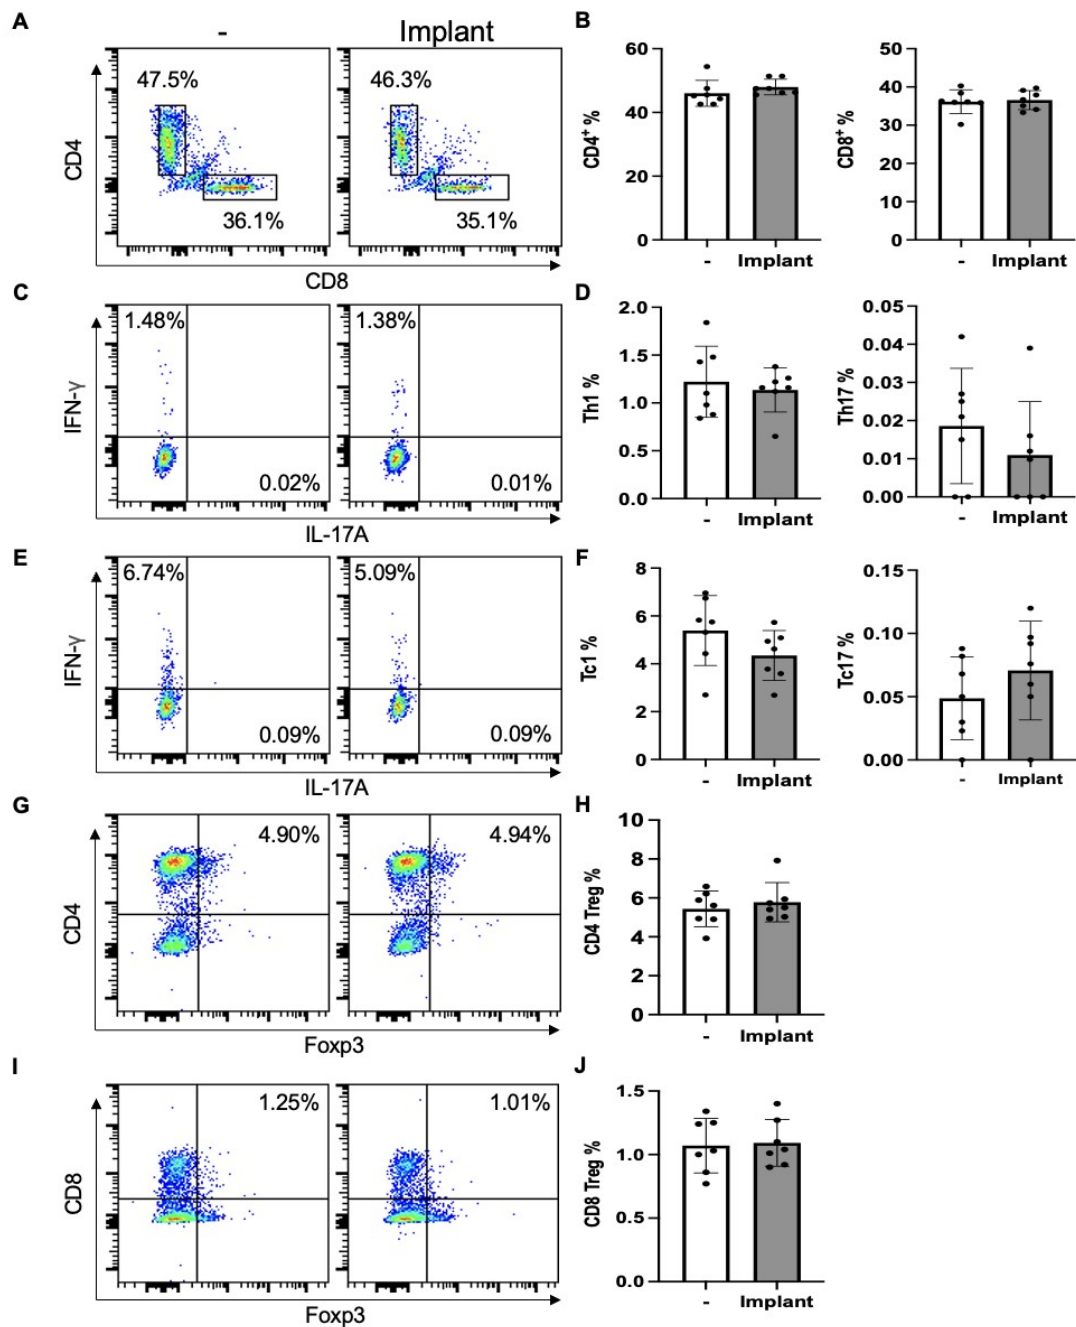 A
-
Implant
47.5%
46.3%
36.1%
35.1%
CD4
CD8
B
60
40
20
0
CD4+ %
-
Implant
50
40
30
20
10
0
CD8+ %
-
Implant
C
1.48%
1.38%
0.02%
0.01%
IFN-γ
IL-17A
D
2.0
1.5
1.0
0.5
0.0
Th1 %
-
Implant
0.05
0.04
0.03
0.02
0.01
0.00
Th17 %
-
Implant
E
6.74%
5.09%
0.09%
0.09%
IFN-γ
IL-17A
F
8
6
4
2
0
Tc1 %
-
Implant
0.15
0.10
0.05
0.00
Tc17 %
-
Implant
G
4.90%
4.94%
CD4
Foxp3
H
10
8
6
4
2
0
CD4 Treg %
-
Implant
I
1.25%
1.01%
CD8
Foxp3
J
1.5
1.0
0.5
0.0
CD8 Treg %
-
Implant